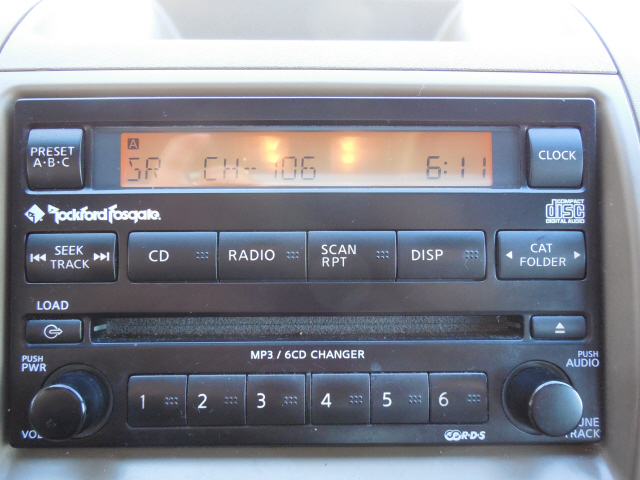 PRESET
A·B·C
A
SR CH-106 6:11
CLOCK
Rockford Fosgate
COMPACT
disc
DIGITAL AUDIO
SEEK
TRACK
CD
RADIO
SCAN
RPT
DISP
CAT
FOLDER
LOAD
MP3 / 6CD CHANGER
PUSH
PWR
PUSH
AUDIO
1 2 3 4 5 6
VOL
R·D·S
TRACK